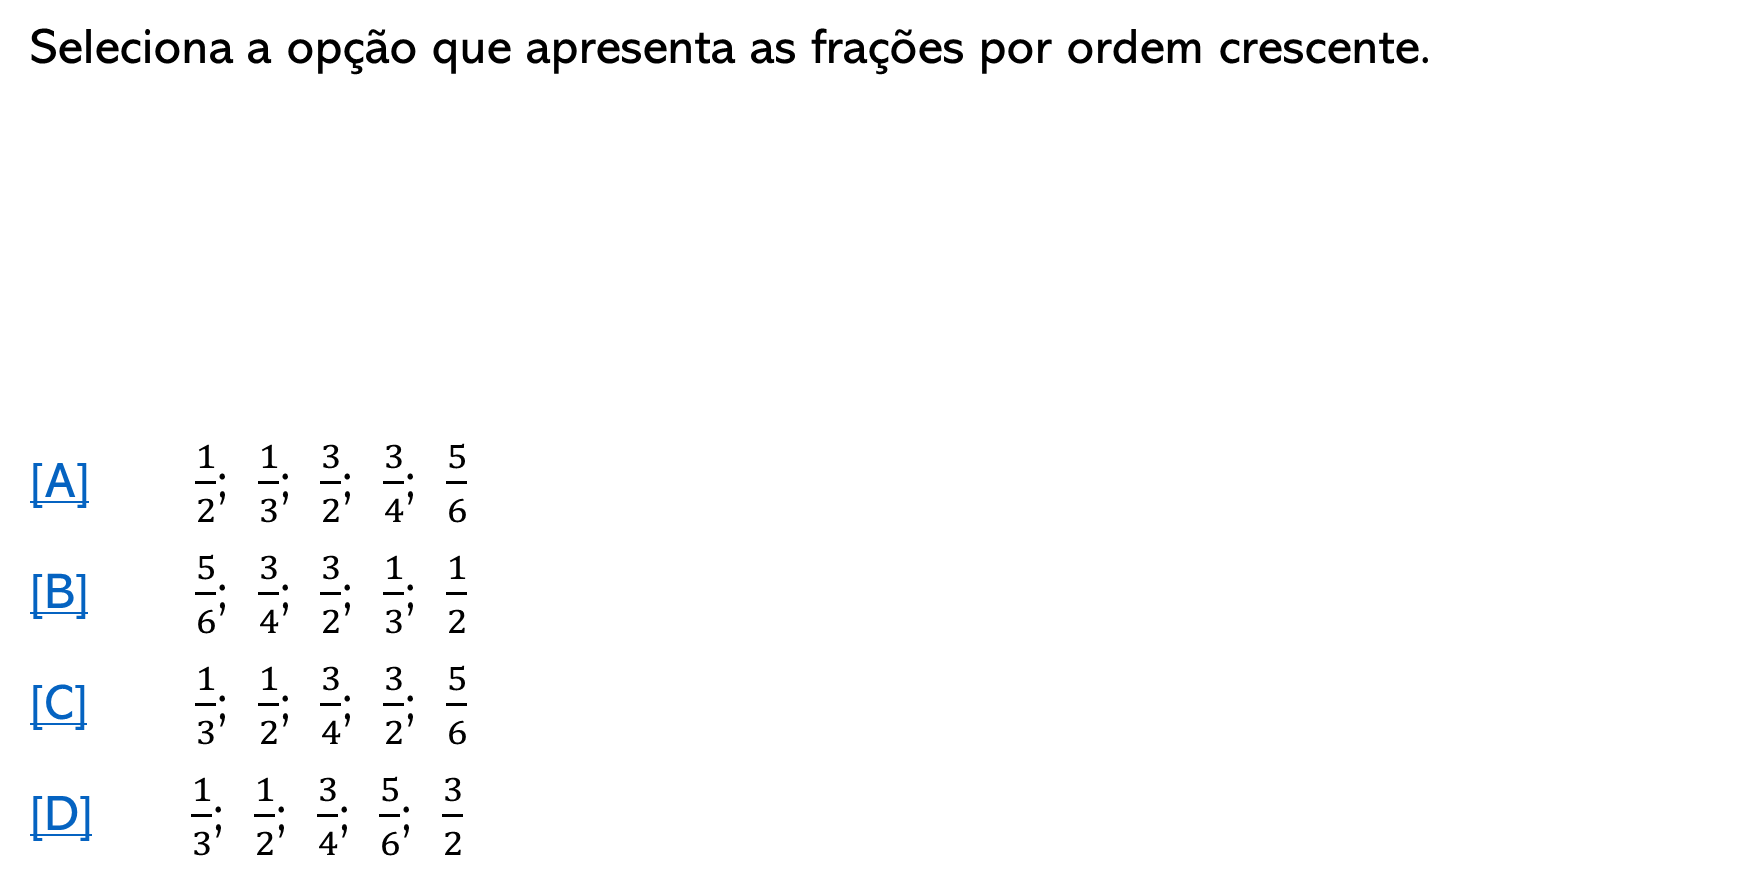 Seleciona a opção que apresenta as frações por ordem crescente.
[A] 1/2; 1/3; 3/2; 3/4; 5/6
[B] 5/6; 3/4; 3/2; 1/3; 1/2
[C] 1/3; 1/2; 3/4; 3/2; 5/6
[D] 1/3; 1/2; 3/4; 5/6; 3/2